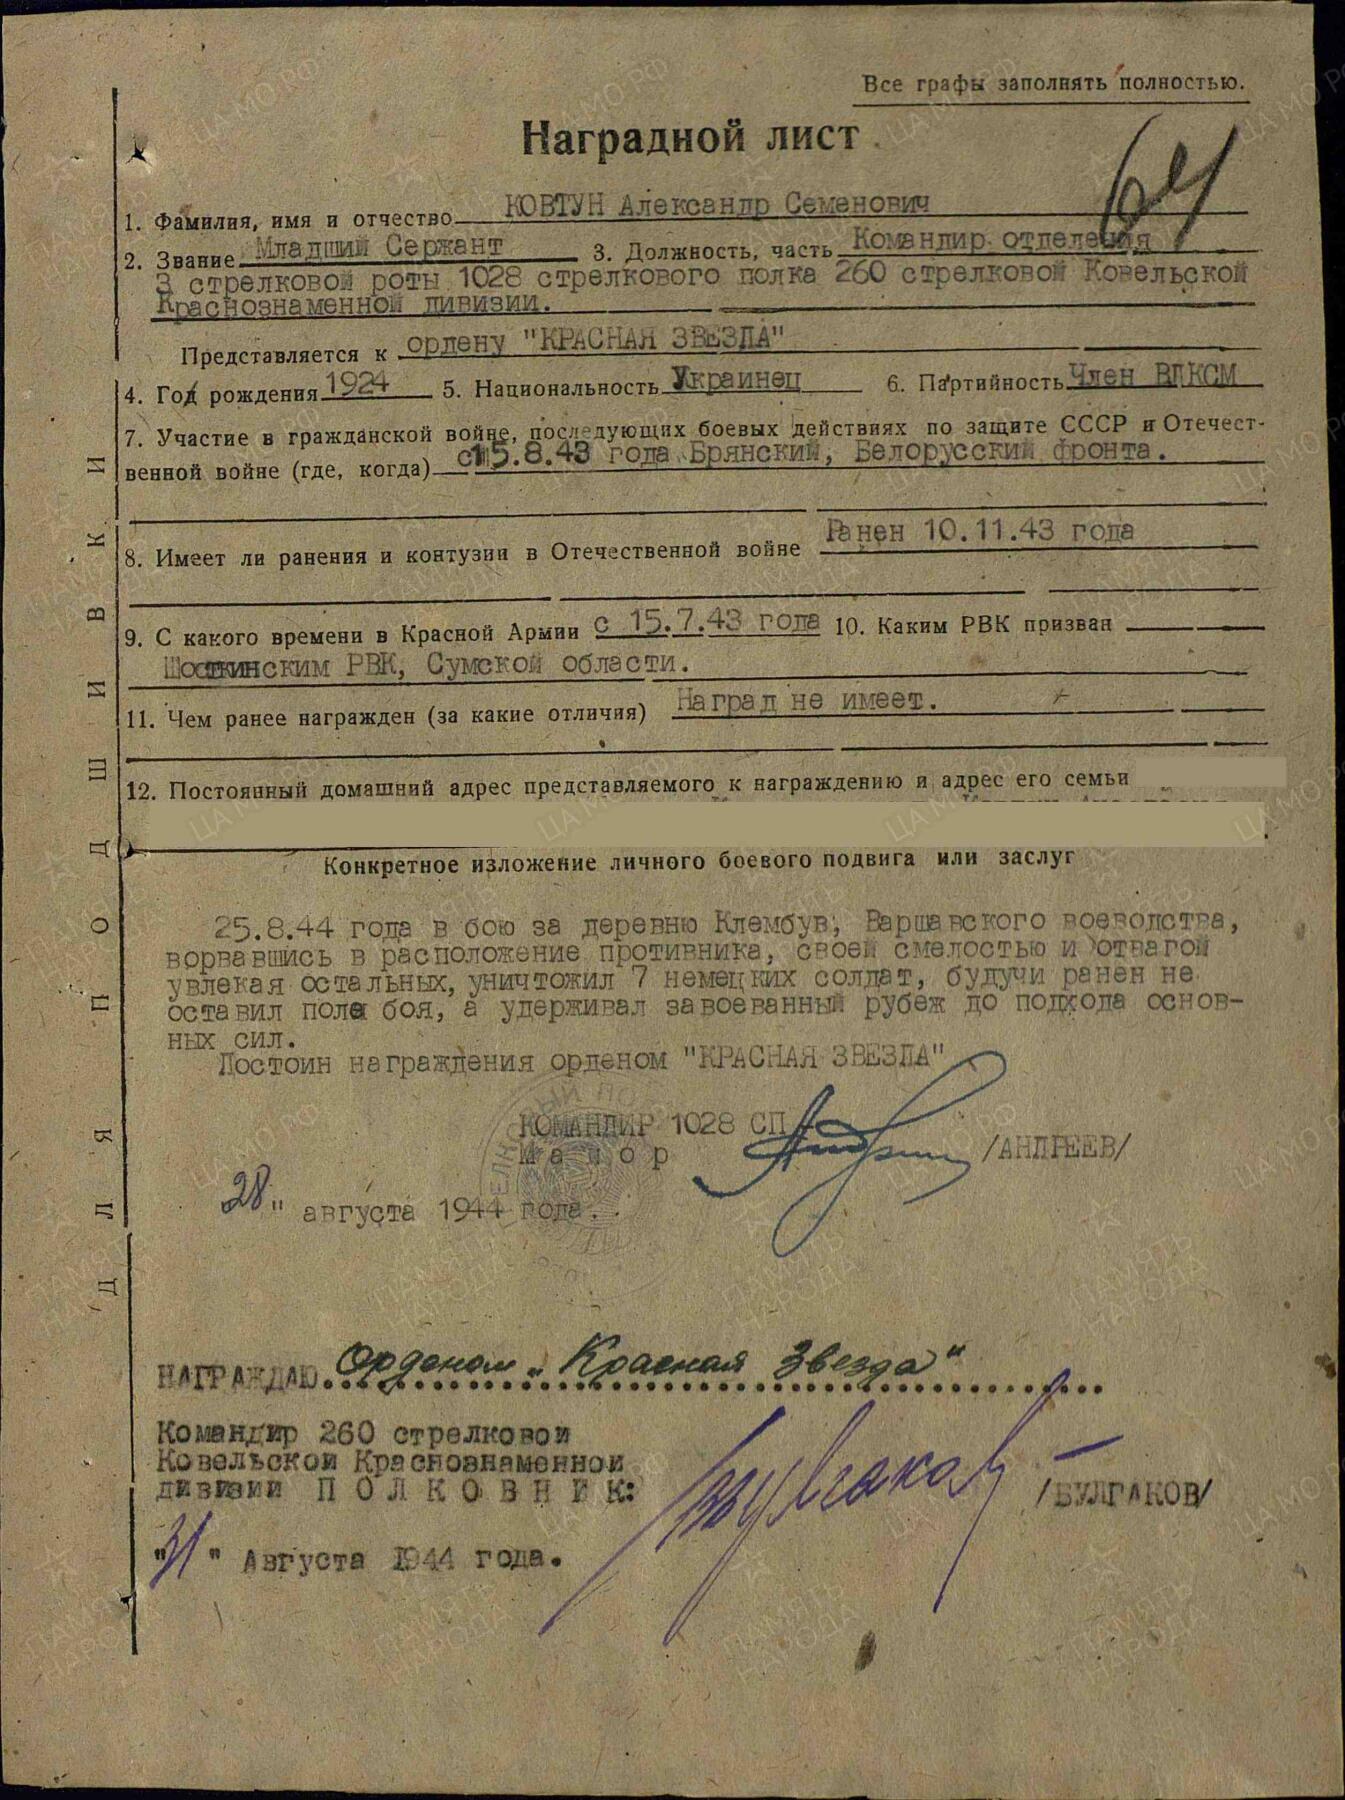 Все графы заполнять полностью.
Наградной лист
64
1. Фамилия, имя и отчество КОВТУН Александр Семенович
2. Звание Младший Сержант 3. Должность, часть Командир отделения
3 стрелковой роты 1028 стрелкового полка 260 стрелковой Ковельской
Краснознаменной дивизии.
Представляется к ордену "КРАСНАЯ ЗВЕЗДА"
4. Год рождения 1924 5. Национальность Украинец 6. Партийность Член ВЛКСМ
7. Участие в гражданской войне, последующих боевых действиях по защите СССР и Отечест-
венной войне (где, когда) с 15.8.43 года Брянский, Белорусский фронта.
8. Имеет ли ранения и контузии в Отечественной войне Ранен 10.11.43 года
9. С какого времени в Красной Армии с 15.7.43 года 10. Каким РВК призван
Шосткинским РВК, Сумской области.
11. Чем ранее награжден (за какие отличия) Наград не имеет.
12. Постоянный домашний адрес представляемого к награждению и адрес его семьи
Конкретное изложение личного боевого подвига или заслуг
25.8.44 года в бою за деревню Клембув, Варшавского воеводства,
ворвавшись в расположение противника, своей смелостью и отвагой
увлекая остальных, уничтожил 7 немецких солдат, будучи ранен не
оставил поле боя, а удерживал завоеванный рубеж до подхода основ-
ных сил.
Достоин награждения орденом "КРАСНАЯ ЗВЕЗДА"
КОМАНДИР 1028 СП
Майор /АНДРЕЕВ/
28 " августа 1944 года.
НАГРАЖДАЮ Орденом „Красная Звезда"
Командир 260 стрелковой
Ковельской Краснознаменной
дивизии ПОЛКОВНИК: /БУЛГАКОВ/
"31" Августа 1944 года.
ДЛЯ ПОДШИВКИ